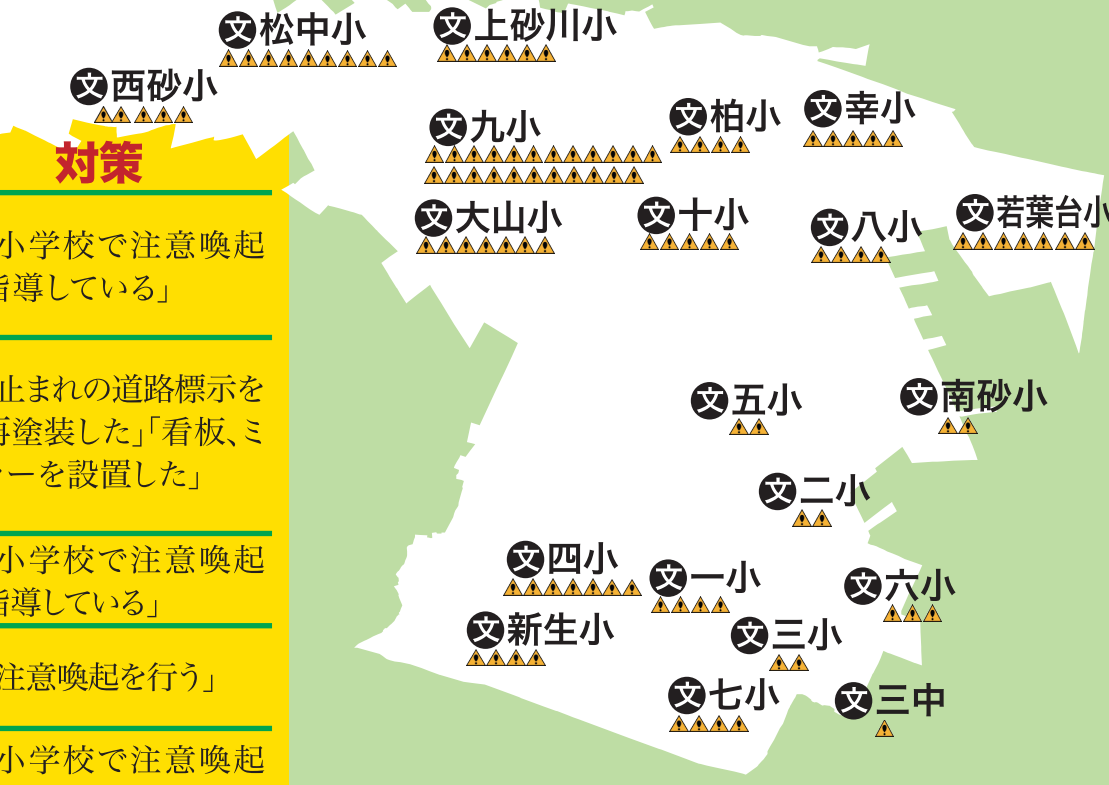 文松中小
文上砂川小
文西砂小
文九小
文柏小
文幸小
対策
文大山小
文十小
文八小
文若葉台小
小学校で注意喚起
指導している」
止まれの道路標示を
再塗装した」「看板、ミ
ーを設置した」
文五小
文南砂小
文二小
小学校で注意喚起
指導している」
文四小
文一小
文六小
文新生小
文三小
注意喚起を行う」
文七小
文三中
小学校で注意喚起